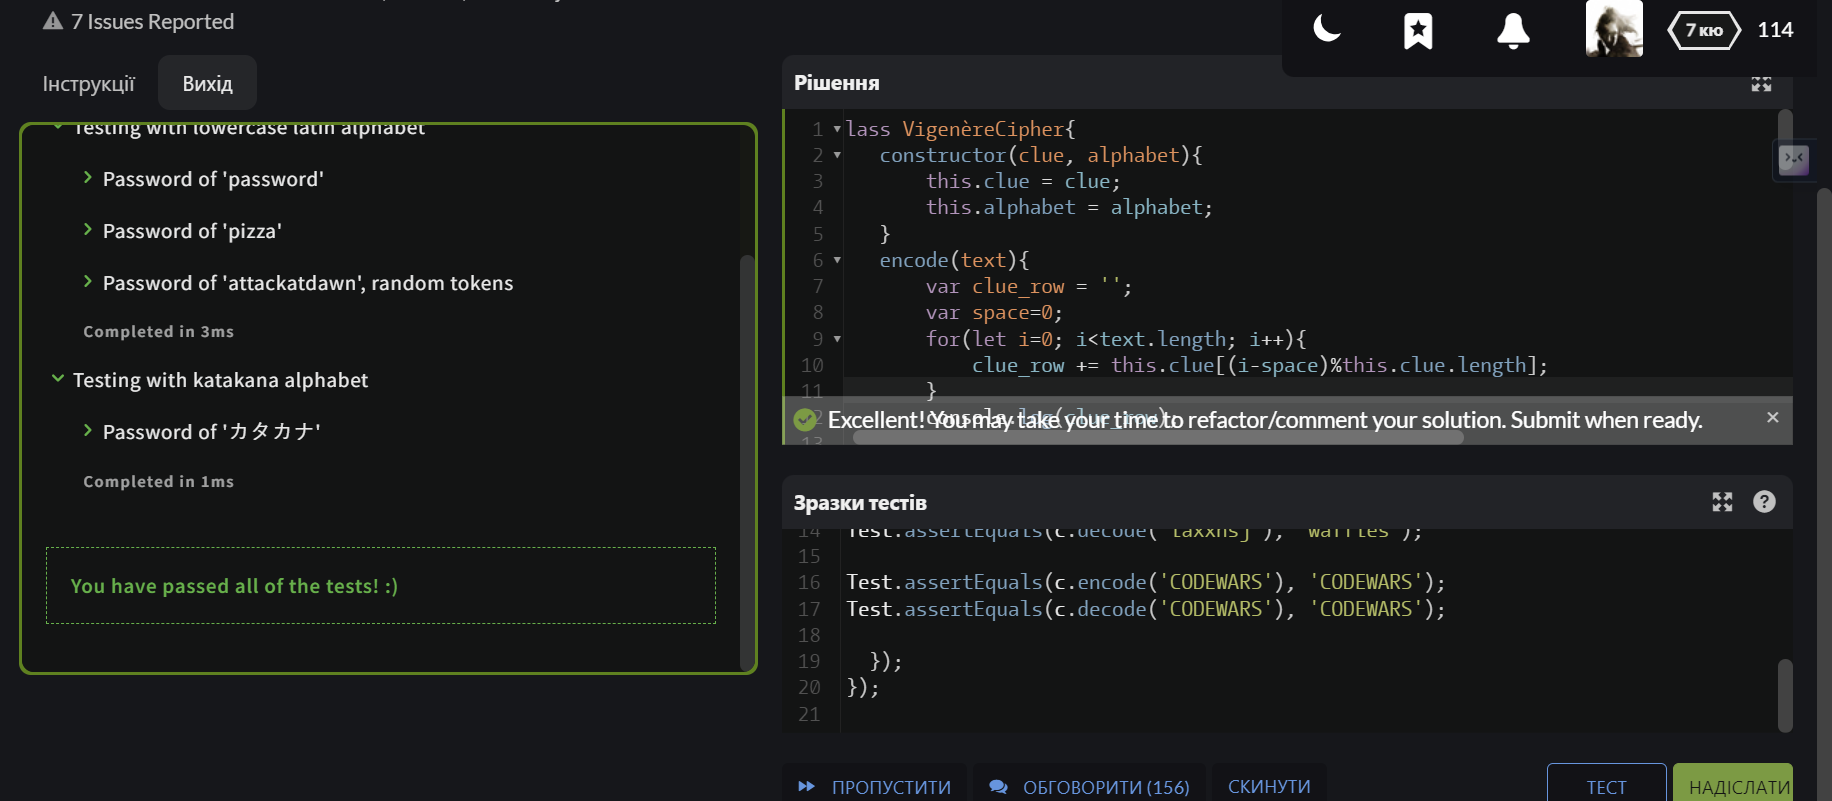 7 Issues Reported
7 кю
114
Інструкції
Вихід
Testing with lowercase latin alphabet
Password of 'password'
Password of 'pizza'
Password of 'attackatdawn', random tokens
Completed in 3ms
Testing with katakana alphabet
Password of 'カタカナ'
Completed in 1ms
You have passed all of the tests! :)
Рішення
1 lass VigenèreCipher{
2 constructor(clue, alphabet){
3 this.clue = clue;
4 this.alphabet = alphabet;
5 }
6 encode(text){
7 var clue_row = '';
8 var space=0;
9 for(let i=0; i<text.length; i++){
10 clue_row += this.clue[(i-space)%this.clue.length];
11 }
12 console.log(clue_row);
Excellent! You may take your time to refactor/comment your solution. Submit when ready.
13
Зразки тестів
14 Test.assertEquals(c.decode('laxxhsj'), 'waffles');
15
16 Test.assertEquals(c.encode('CODEWARS'), 'CODEWARS');
17 Test.assertEquals(c.decode('CODEWARS'), 'CODEWARS');
18
19 });
20 });
21
ПРОПУСТИТИ
ОБГОВОРИТИ (156)
СКИНУТИ
ТЕСТ
НАДІСЛАТИ